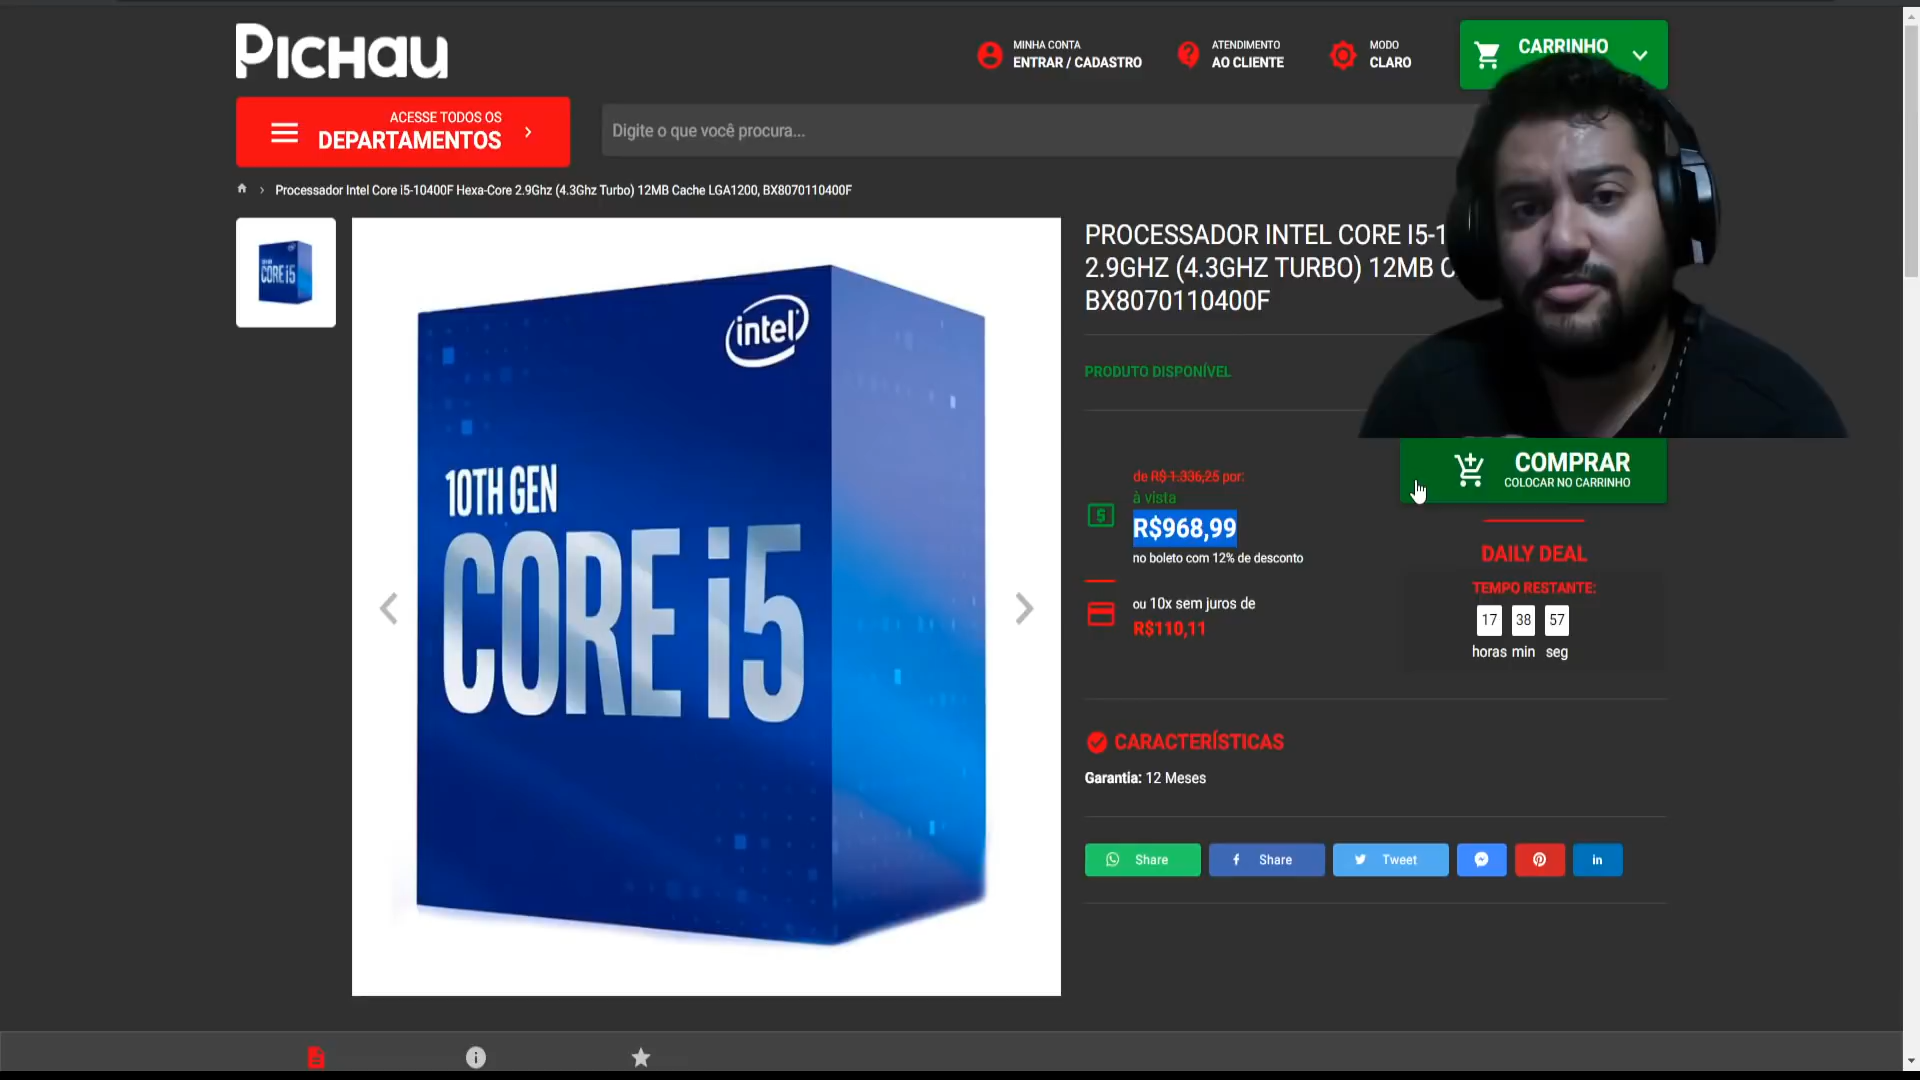 PICHAU
MINHA CONTA
ENTRAR / CADASTRO
ATENDIMENTO
AO CLIENTE
MODO
CLARO
CARRINHO
ACESSE TODOS OS
DEPARTAMENTOS
Digite o que você procura...
Processador Intel Core i5-10400F Hexa-Core 2.9Ghz (4.3Ghz Turbo) 12MB Cache LGA1200, BX8070110400F
intel
CORE i5
intel
10TH GEN
CORE i5
PROCESSADOR INTEL CORE I5-1
2.9GHZ (4.3GHZ TURBO) 12MB C
BX8070110400F
PRODUTO DISPONÍVEL
de R$ 1.336,25 por:
à vista
R$968,99
no boleto com 12% de desconto
ou 10x sem juros de
R$110,11
COMPRAR
COLOCAR NO CARRINHO
DAILY DEAL
TEMPO RESTANTE:
17 38 57
horas min seg
CARACTERÍSTICAS
Garantia: 12 Meses
Share
Share
Tweet
in